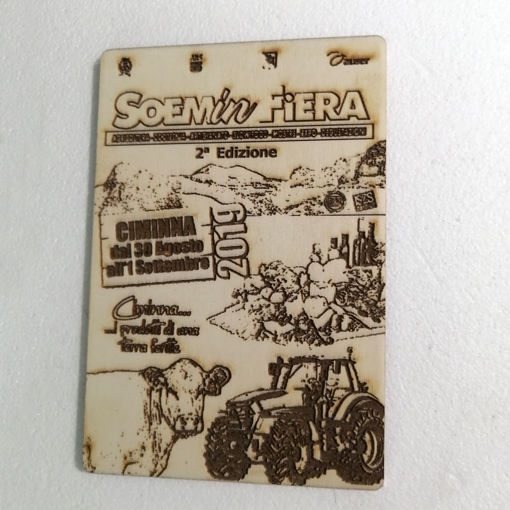 SOEMin FiERA
2ª Edizione
CIMINNA
dal 30 Agosto
all'1 Settembre
2019
Ciminna...
prodotti di una
terra fertile